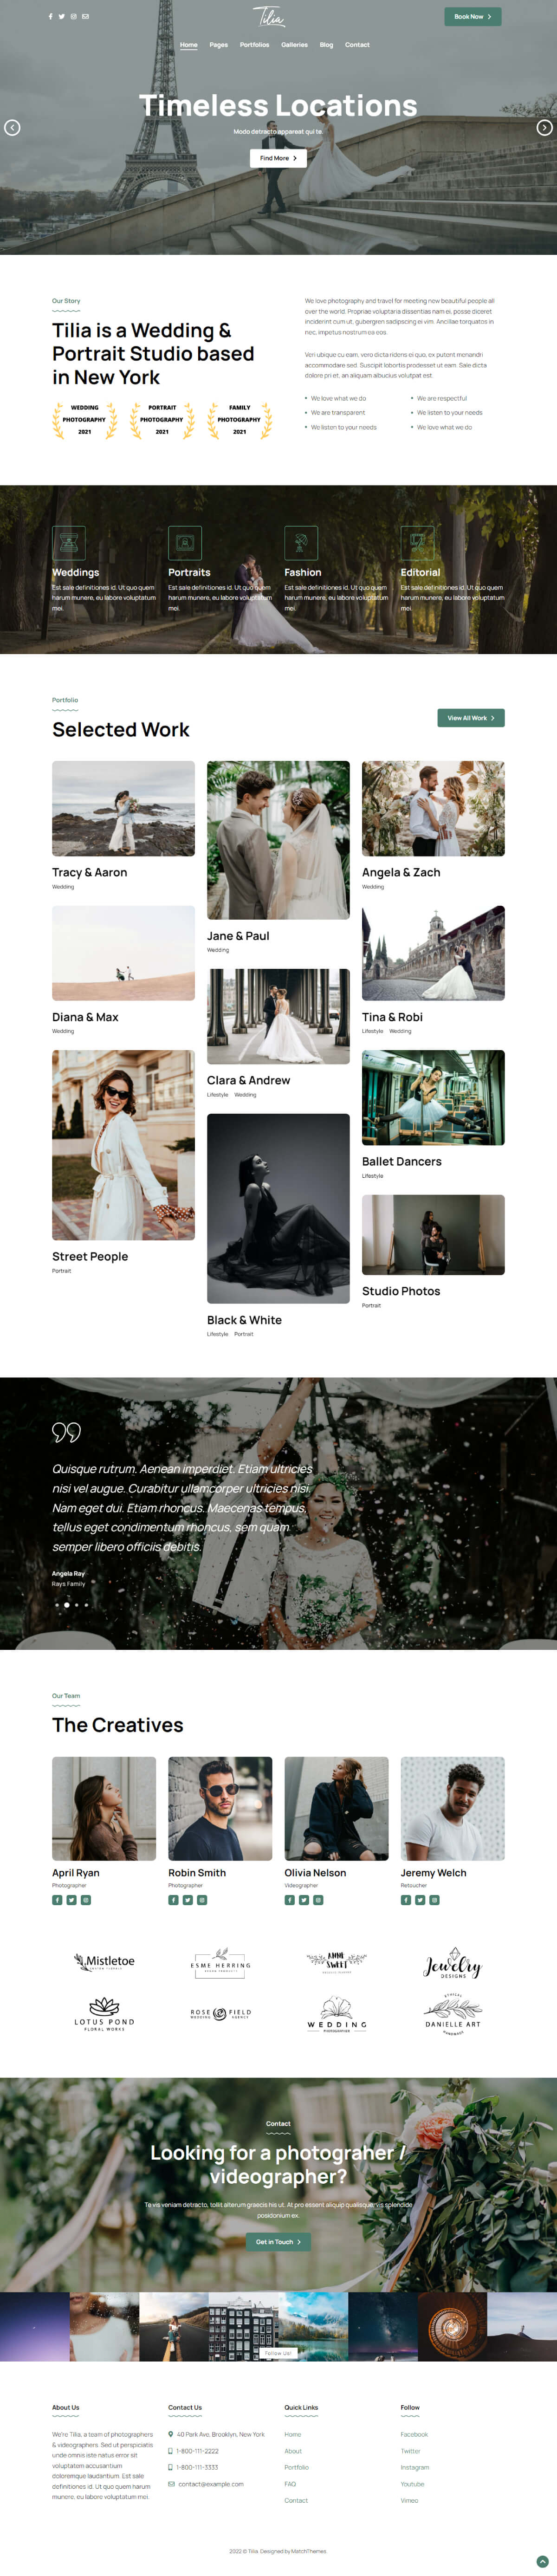 Tilia
Book Now
Home Pages Portfolios Galleries Blog Contact
Timeless Locations
Modo detracto appareat qui te.
Find More
Our Story
Tilia is a Wedding &
Portrait Studio based
in New York
WEDDING
PHOTOGRAPHY
2021
PORTRAIT
PHOTOGRAPHY
2021
FAMILY
PHOTOGRAPHY
2021
We love photography and travel for meeting new beautiful people all
over the world. Propriae voluptaria dissentias nam ei, posse diceret
inciderint cum ut, gubergren sadipscing ei vim. Ancillae torquatos in
nec, impetus nostrum ea eos.
Veri ubique cu eam, vero dicta ridens ei quo, ex putent menandri
accommodare sed. Suscipit lobortis prodesset ut eam. Sale dicta
dolore pri et, an aliquam albucius volutpat est.
We love what we do
We are transparent
We listen to your needs
We are respectful
We listen to your needs
We love what we do
Weddings
Est sale definitiones id. Ut quo quem
harum munere, eu labore voluptatum
mei.
Portraits
Est sale definitiones id. Ut quo quem
harum munere, eu labore voluptatum
mei.
Fashion
Est sale definitiones id. Ut quo quem
harum munere, eu labore voluptatum
mei.
Editorial
Est sale definitiones id. Ut quo quem
harum munere, eu labore voluptatum
mei.
Portfolio
Selected Work
View All Work
Tracy & Aaron
Wedding
Diana & Max
Wedding
Street People
Portrait
Jane & Paul
Wedding
Clara & Andrew
Lifestyle Wedding
Black & White
Lifestyle Portrait
Angela & Zach
Wedding
Tina & Robi
Lifestyle Wedding
Ballet Dancers
Lifestyle
Studio Photos
Portrait
Quisque rutrum. Aenean imperdiet. Etiam ultricies
nisi vel augue. Curabitur ullamcorper ultricies nisi.
Nam eget dui. Etiam rhoncus. Maecenas tempus,
tellus eget condimentum rhoncus, sem quam
semper libero officiis debitis.
Angela Ray
Rays Family
Our Team
The Creatives
April Ryan
Photographer
Robin Smith
Photographer
Olivia Nelson
Videographer
Jeremy Welch
Retoucher
Mistletoe
ESME HERRING
ANNE
SWEET
Jewelry
DESIGNS
LOTUS POND
FLORAL WORKS
ROSE FIELD
WEDDING AGENCY
WEDDING
PHOTOGRAPHER
DANIELLE ART
HANDMADE
Contact
Looking for a photograher /
videographer?
Te vis veniam detracto, tollit alterum graecis his ut. At pro essent aliquip qualisque, vis splendide
posidonium ex.
Get in Touch
Follow Us!
About Us
We're Tilia, a team of photographers
& videographers. Sed ut perspiciatis
unde omnis iste natus error sit
voluptatem accusantium
doloremque laudantium. Est sale
definitiones id. Ut quo quem harum
munere, eu labore voluptatum mei.
Contact Us
40 Park Ave, Brooklyn, New York
1-800-111-2222
1-800-111-3333
contact@example.com
Quick Links
Home
About
Portfolio
FAQ
Contact
Follow
Facebook
Twitter
Instagram
Youtube
Vimeo
2022 © Tilia. Designed by MatchThemes